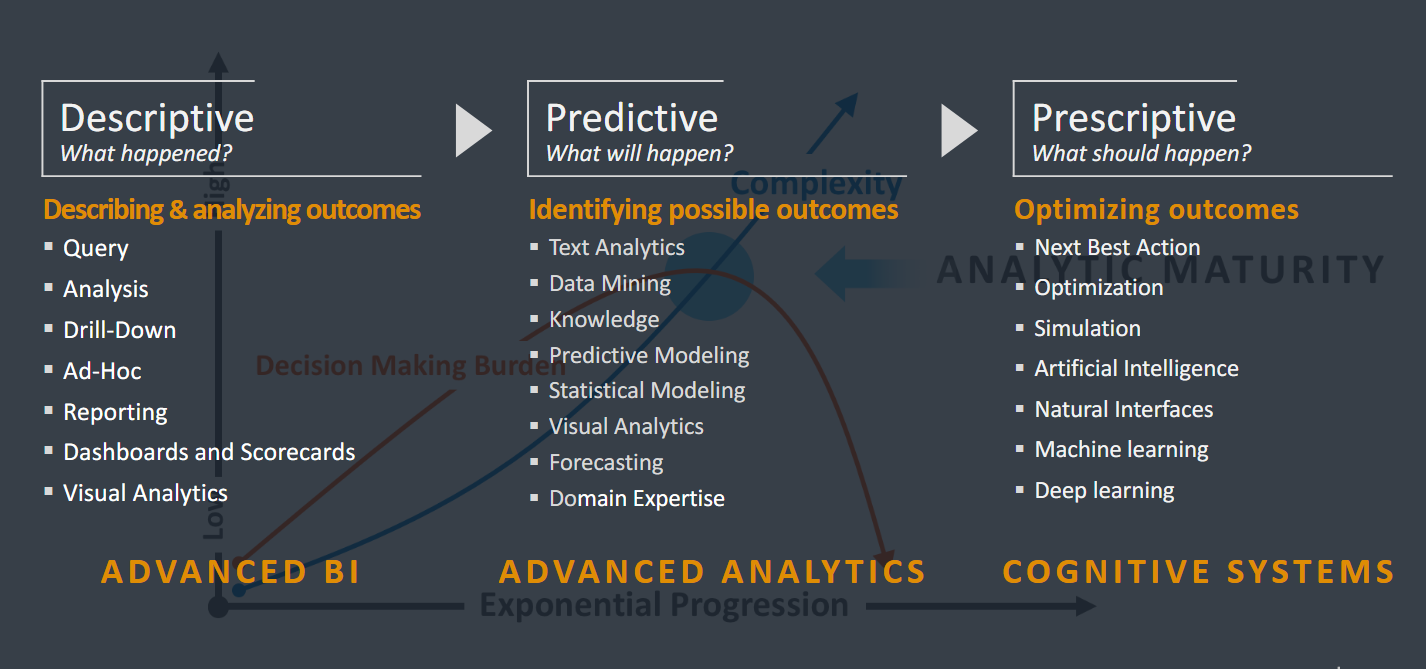 Descriptive
What happened?
Describing & analyzing outcomes
Query
Analysis
Drill-Down
Ad-Hoc
Reporting
Dashboards and Scorecards
Visual Analytics
ADVANCED BI
Predictive
What will happen?
Identifying possible outcomes
Text Analytics
Data Mining
Knowledge
Predictive Modeling
Statistical Modeling
Visual Analytics
Forecasting
Domain Expertise
ADVANCED ANALYTICS
Prescriptive
What should happen?
Optimizing outcomes
Next Best Action
Optimization
Simulation
Artificial Intelligence
Natural Interfaces
Machine learning
Deep learning
COGNITIVE SYSTEMS
High
Low
Complexity
ANALYTIC MATURITY
Decision Making Burden
Exponential Progression